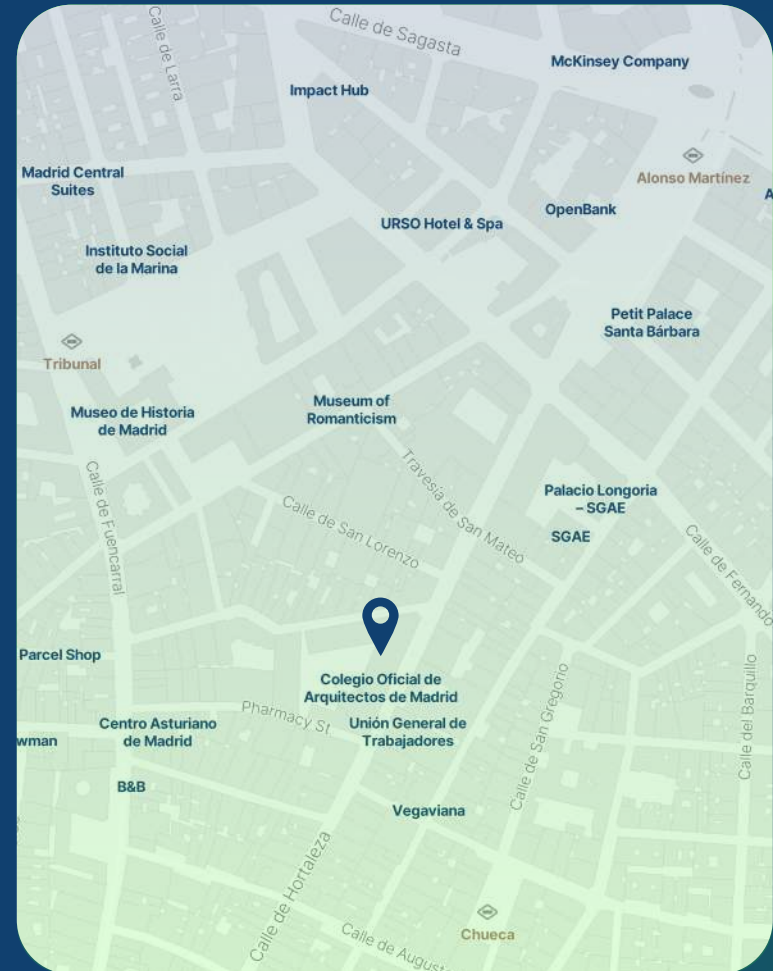 Calle de Larra
Calle de Sagasta
McKinsey Company
Impact Hub
Alonso Martínez
Madrid Central
Suites
A
OpenBank
URSO Hotel & Spa
Instituto Social
de la Marina
Petit Palace
Santa Bárbara
Tribunal
Museum of
Romanticism
Museo de Historia
de Madrid
Travesía de San Mateo
Calle de Fuencarral
Calle de San Lorenzo
Palacio Longoria
– SGAE
SGAE
Calle de Fernando
Parcel Shop
Colegio Oficial de
Arquitectos de Madrid
Calle de San Gregorio
Calle del Barquillo
Pharmacy St
Centro Asturiano
de Madrid
Unión General de
Trabajadores
wman
B&B
Vegaviana
Calle de Hortaleza
Calle de August
Chueca